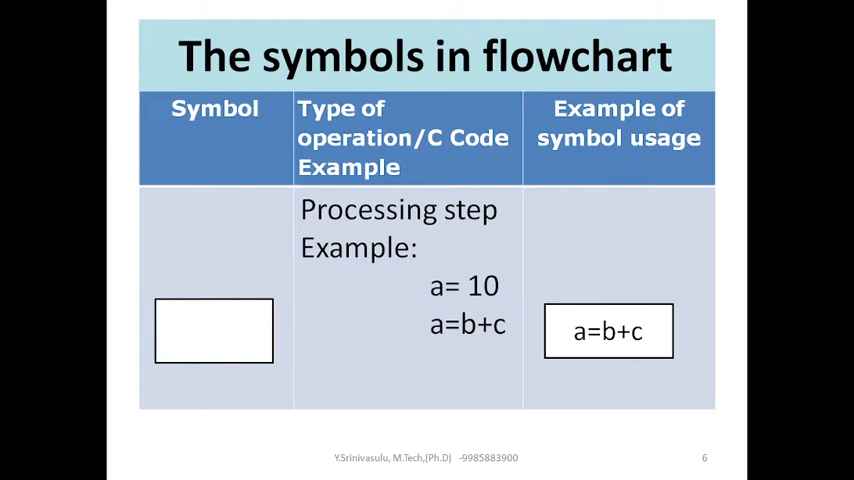 The symbols in flowchart
Symbol
Type of
operation/C Code
Example
Example of
symbol usage
Processing step
Example:
a= 10
a=b+c
a=b+c
Y.Srinivasulu, M.Tech,(Ph.D) -9985883900
6